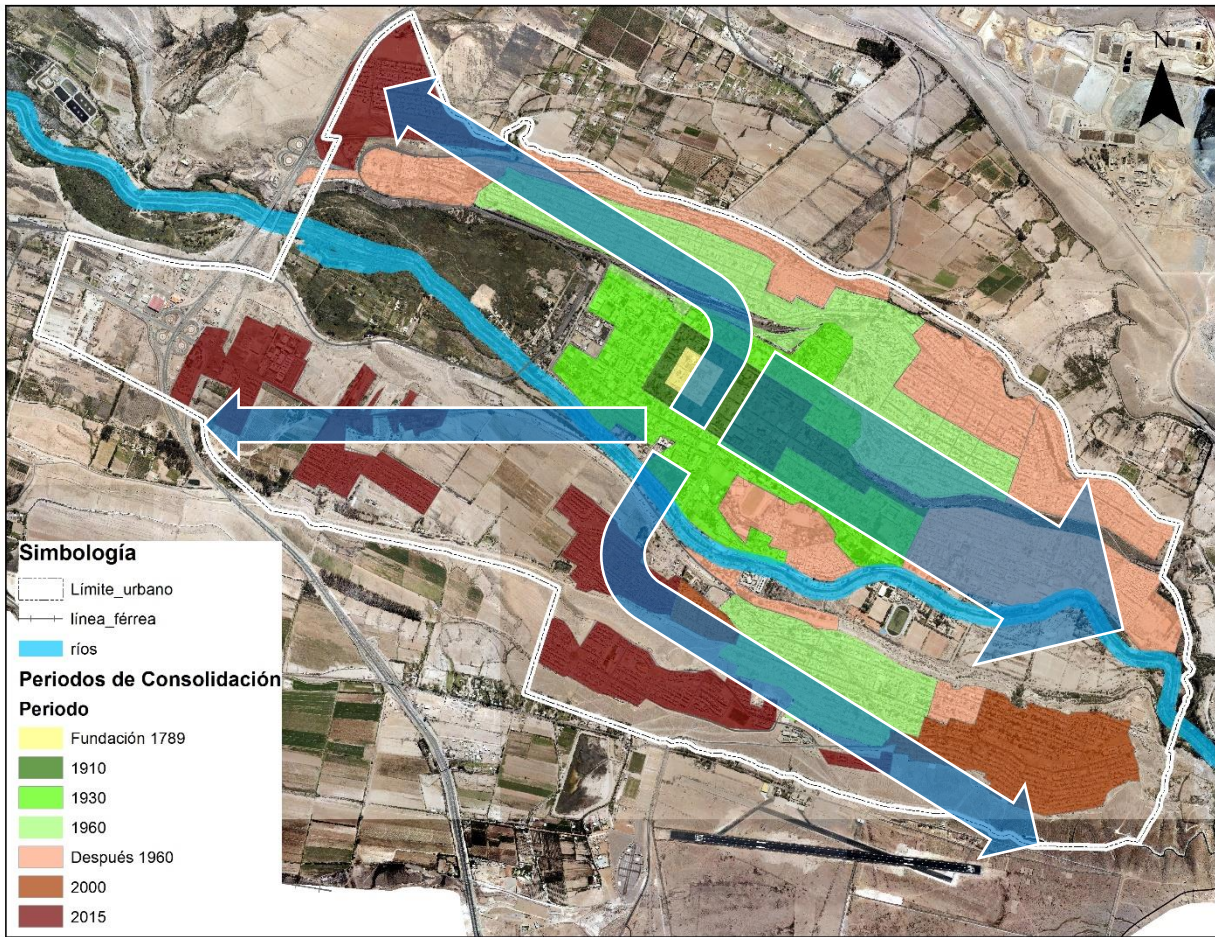 N
Simbología
Límite_urbano
línea_férrea
ríos
Periodos de Consolidación
Periodo
Fundación 1789
1910
1930
1960
Después 1960
2000
2015